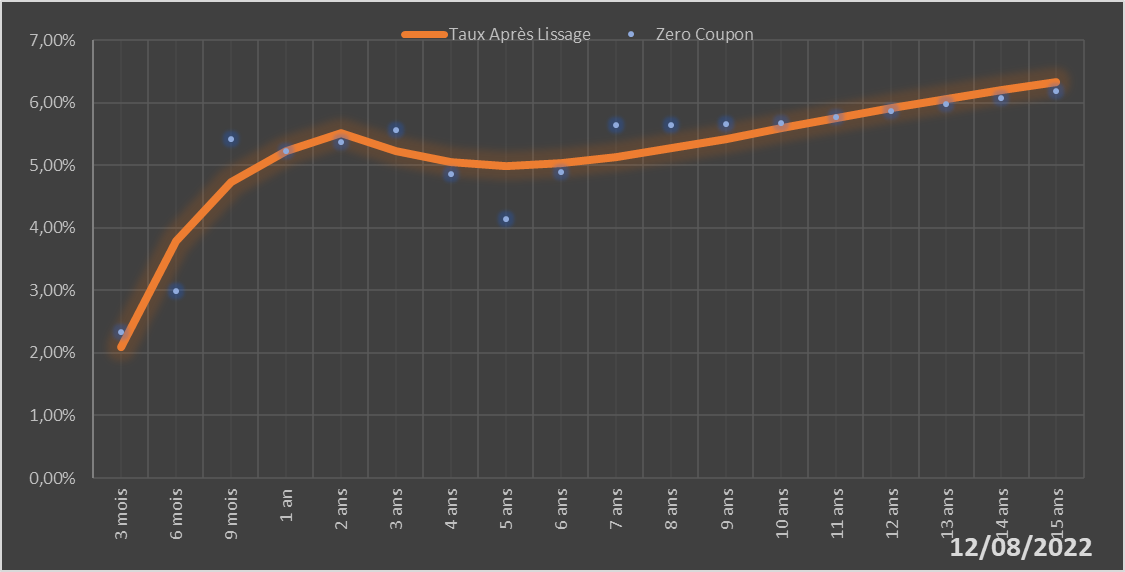 Taux Après Lissage
Zero Coupon
7,00%
6,00%
5,00%
4,00%
3,00%
2,00%
1,00%
0,00%
3 mois
6 mois
9 mois
1 an
2 ans
3 ans
4 ans
5 ans
6 ans
7 ans
8 ans
9 ans
10 ans
11 ans
12 ans
13 ans
14 ans
15 ans
12/08/2022